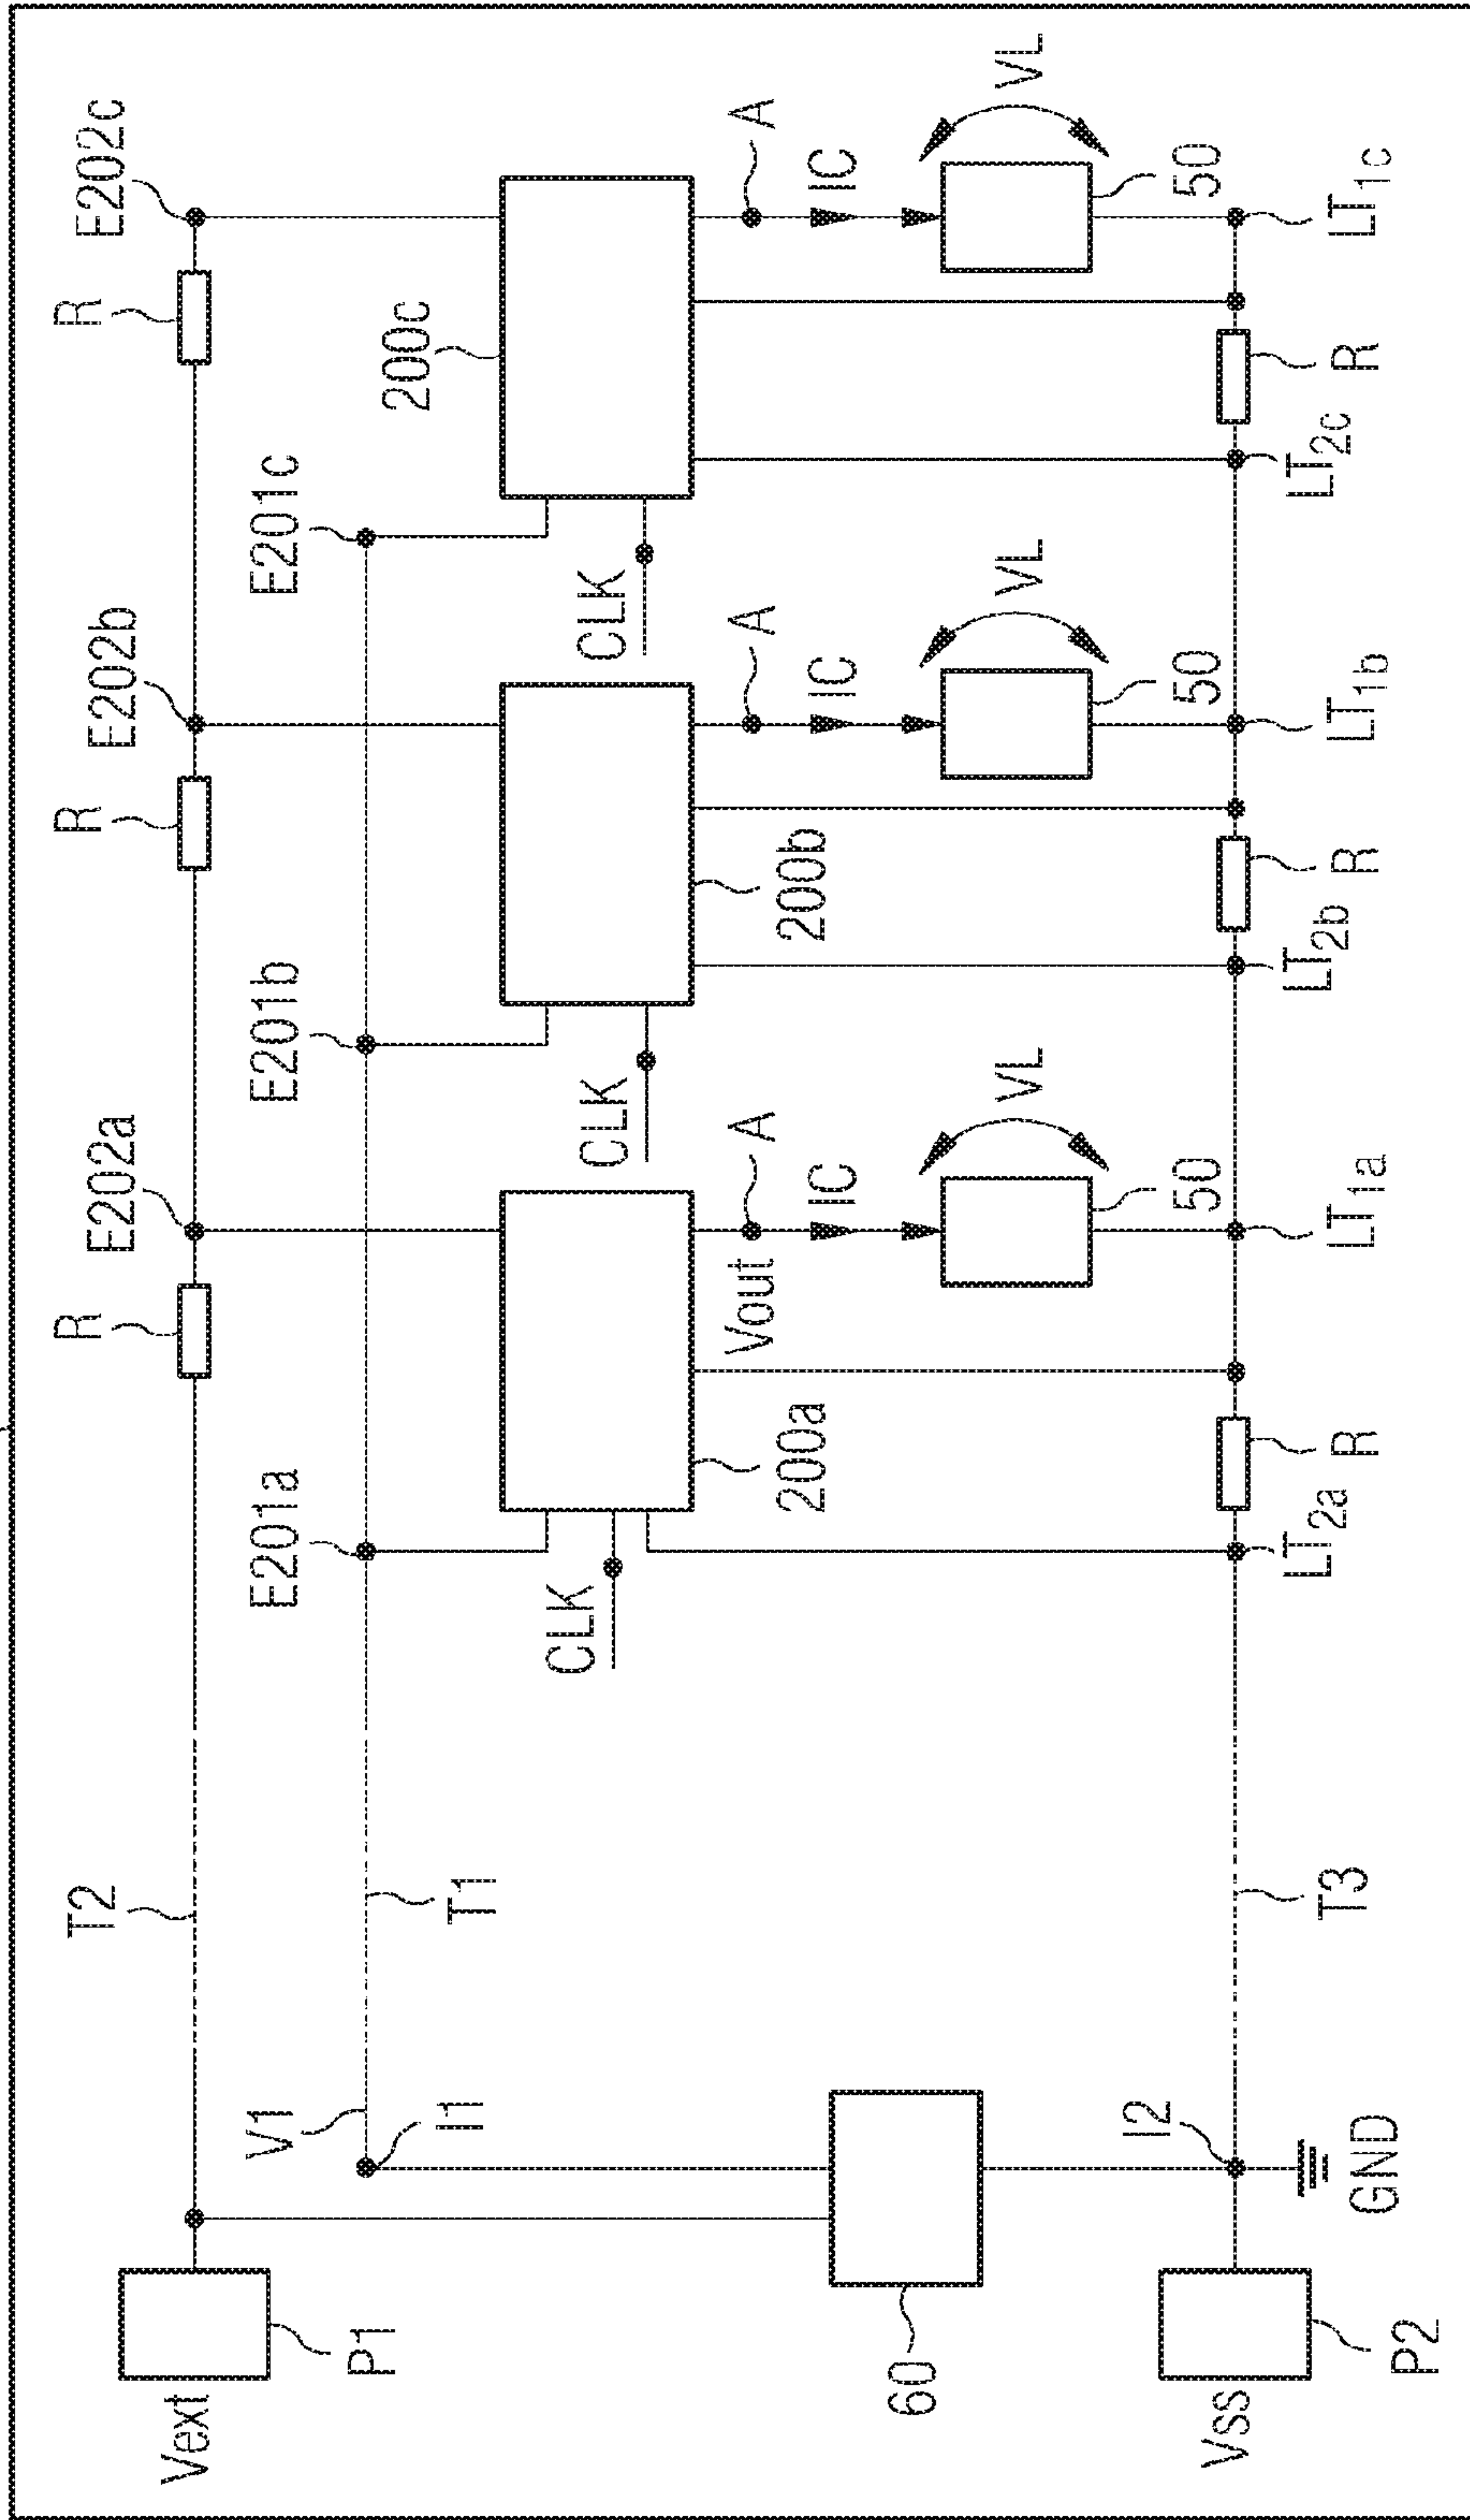 R
R
R
E202a
E202b
E202c
T2
Vext
P1
V1
I1
T1
E201a
E201b
E201c
200c
CLK
CLK
CLK
200a
200b
Vout
A
A
A
IC
IC
IC
60
VL
VL
VL
50
50
50
I2
Vss
P2
GND
T3
LT2a
R
LT1a
LT2b
R
LT1b
LT2c
R
LT1c